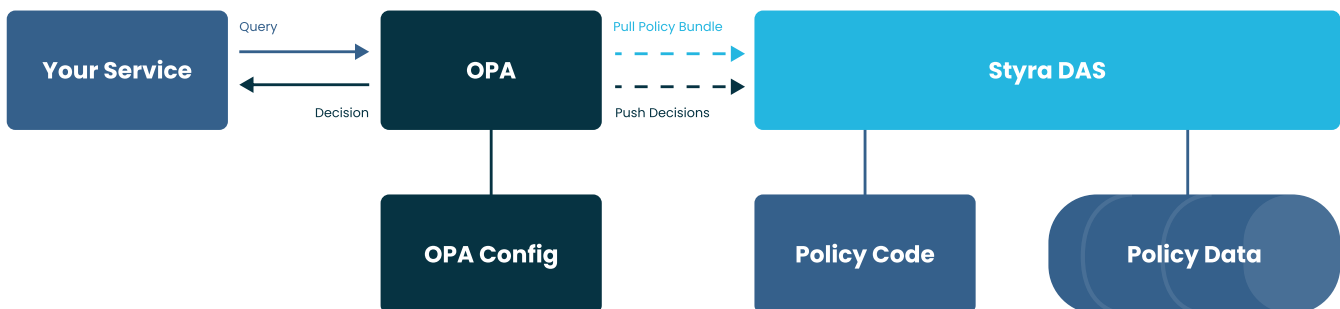 Query
Pull Policy Bundle
Your Service
OPA
Styra DAS
Decision
Push Decisions
OPA Config
Policy Code
Policy Data